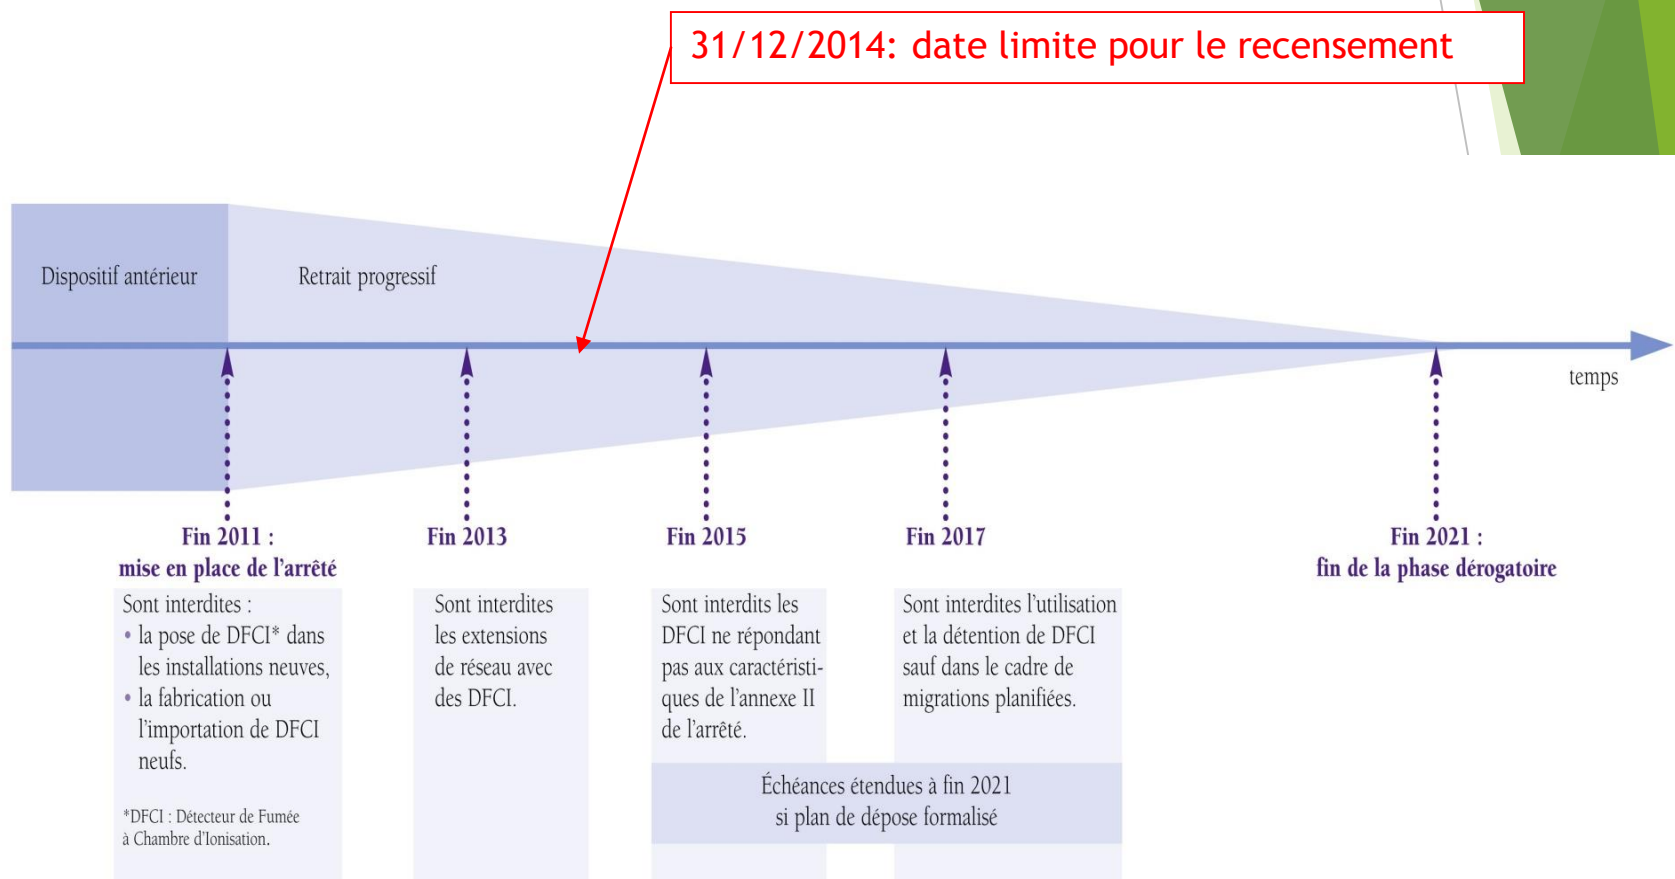 31/12/2014: date limite pour le recensement
Dispositif antérieur
Retrait progressif
temps
Fin 2011 :
mise en place de l'arrêté
Sont interdites :
• la pose de DFCI* dans
les installations neuves,
• la fabrication ou
l'importation de DFCI
neufs.
*DFCI : Détecteur de Fumée
à Chambre d'Ionisation.
Fin 2013
Sont interdites
les extensions
de réseau avec
des DFCI.
Fin 2015
Sont interdits les
DFCI ne répondant
pas aux caractéristi-
ques de l'annexe II
de l'arrêté.
Fin 2017
Sont interdites l'utilisation
et la détention de DFCI
sauf dans le cadre de
migrations planifiées.
Échéances étendues à fin 2021
si plan de dépose formalisé
Fin 2021 :
fin de la phase dérogatoire